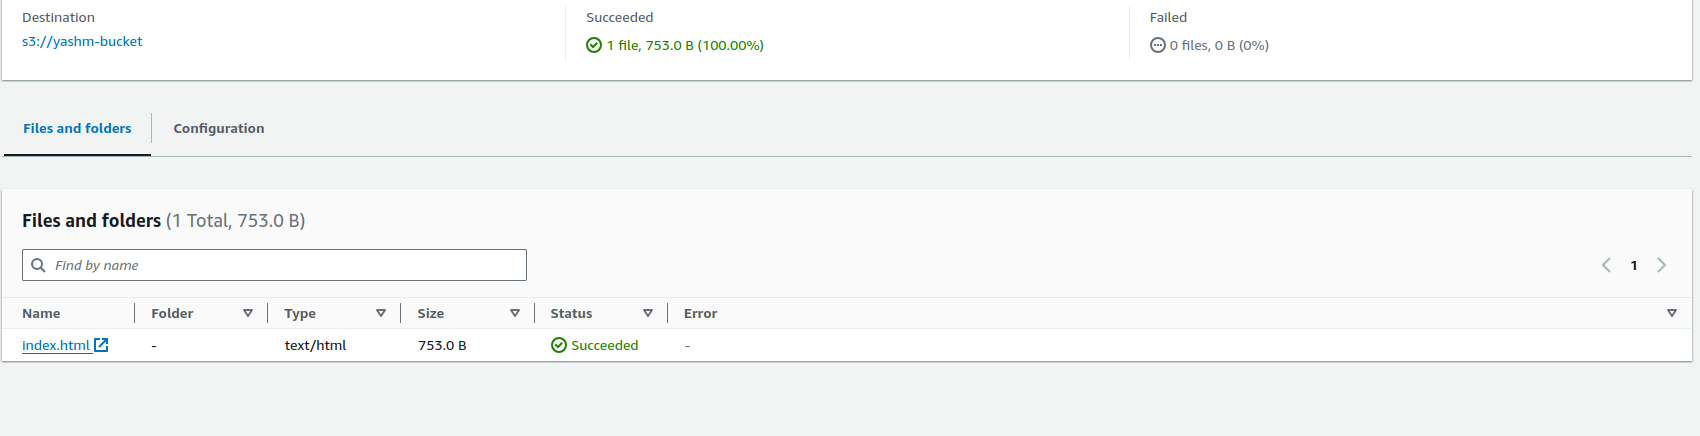 Destination
s3://yashm-bucket
Succeeded
1 file, 753.0 B (100.00%)
Failed
0 files, 0 B (0%)
Files and folders
Configuration
Files and folders (1 Total, 753.0 B)
Find by name
1
Name Folder Type Size Status Error
index.html - text/html 753.0 B Succeeded -